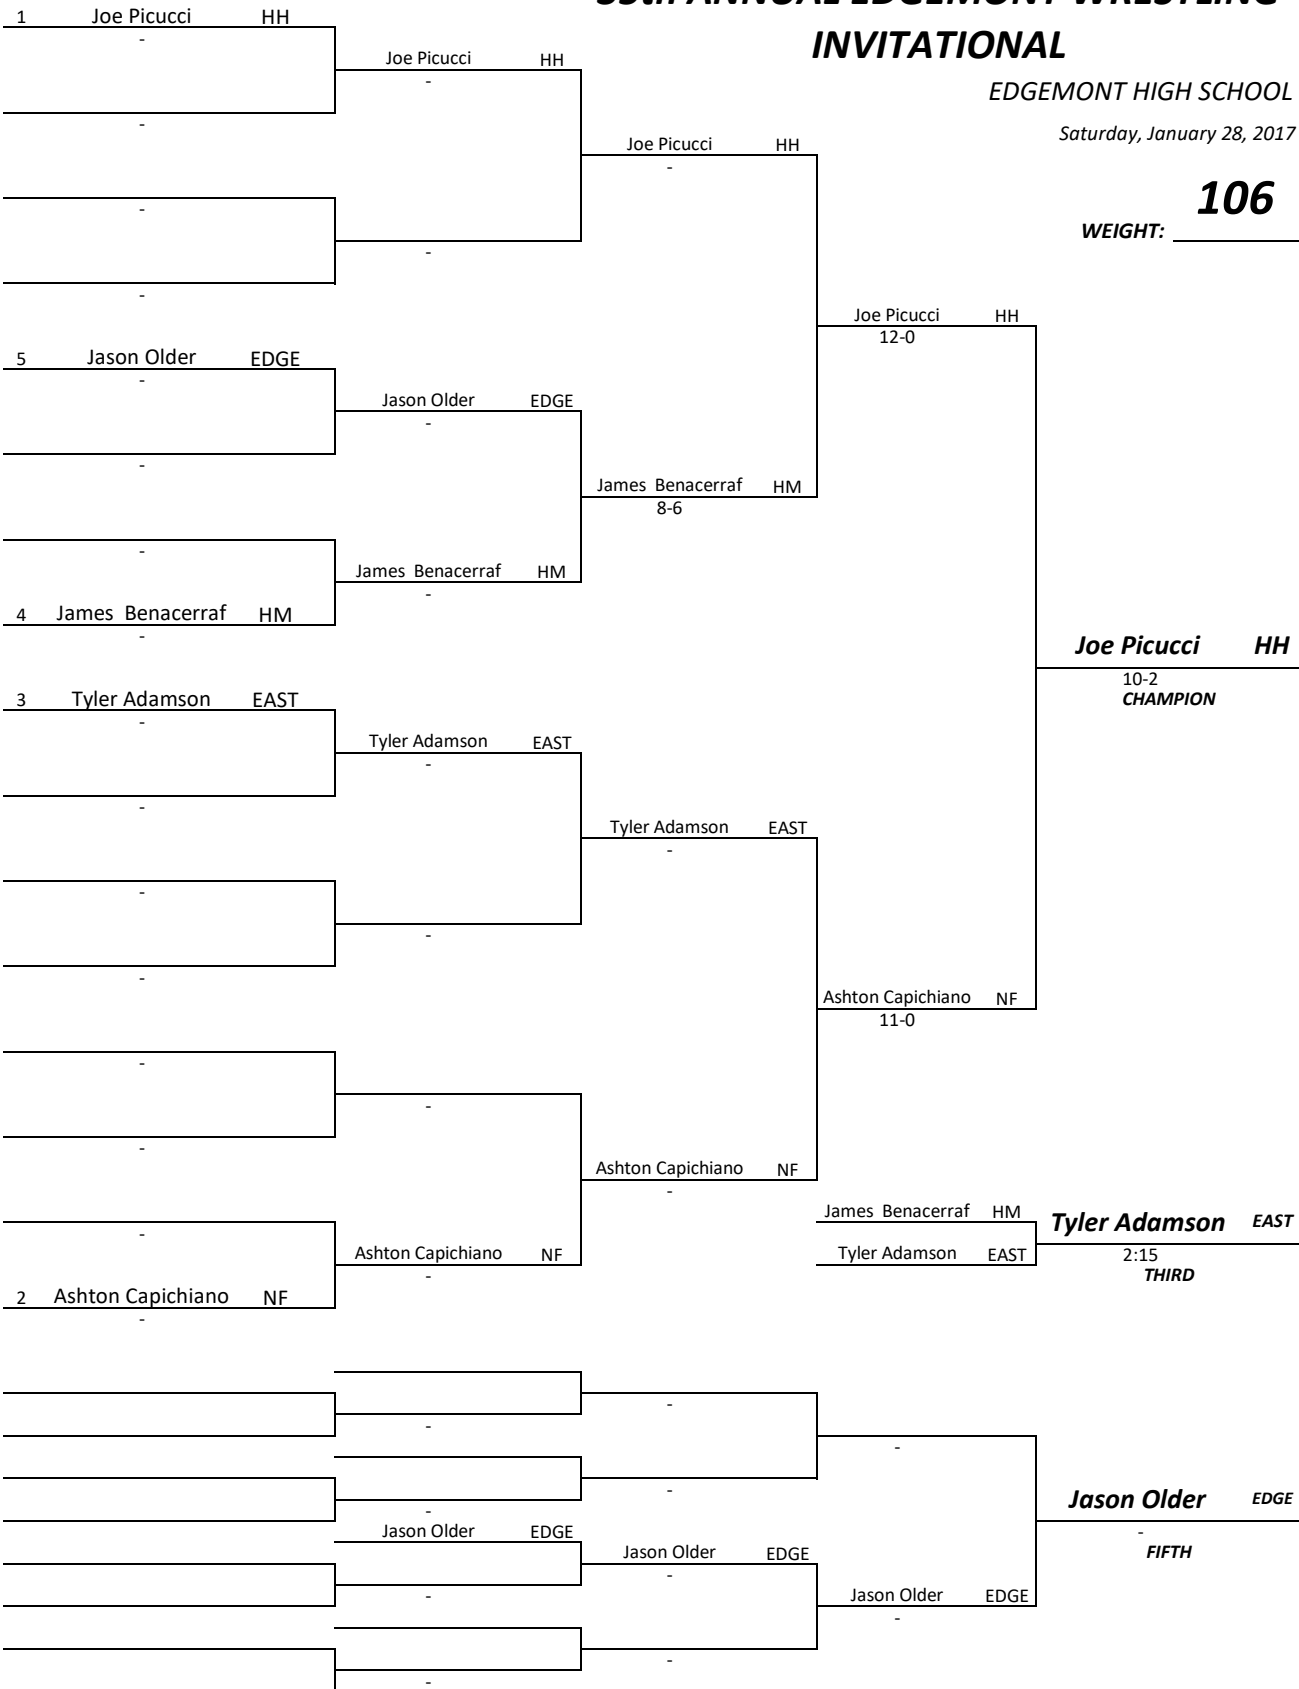 35th ANNUAL EDGEMONT WRESTLING
INVITATIONAL
EDGEMONT HIGH SCHOOL
Saturday, January 28, 2017
106
WEIGHT:
1 Joe Picucci HH
-
Joe Picucci HH
-
-
Joe Picucci HH
-
-
-
-
Joe Picucci HH
12-0
5 Jason Older EDGE
-
Jason Older EDGE
-
-
James Benacerraf HM
8-6
-
James Benacerraf HM
-
4 James Benacerraf HM
-
Joe Picucci HH
10-2
CHAMPION
3 Tyler Adamson EAST
-
Tyler Adamson EAST
-
-
Tyler Adamson EAST
-
-
-
-
Ashton Capichiano NF
11-0
-
-
-
Ashton Capichiano NF
-
James Benacerraf HM
Tyler Adamson EAST
Tyler Adamson EAST
2:15
THIRD
-
Ashton Capichiano NF
-
2 Ashton Capichiano NF
-
-
-
-
-
-
Jason Older EDGE
-
FIFTH
Jason Older EDGE
Jason Older EDGE
-
-
Jason Older EDGE
-
-
-